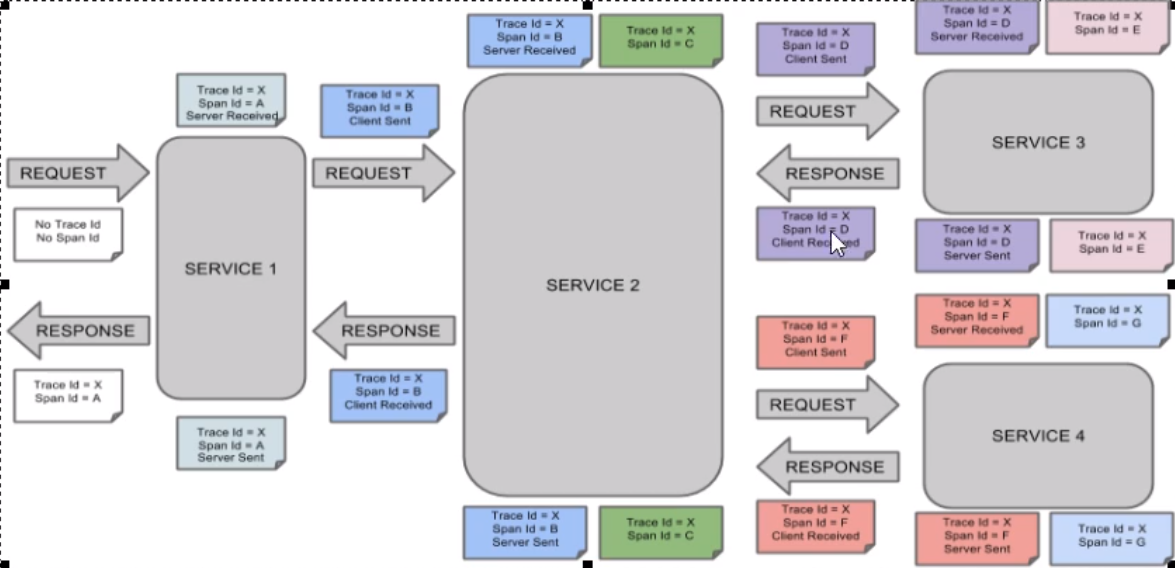 REQUEST
No Trace Id
No Span Id
RESPONSE
Trace Id = X
Span Id = A
Trace Id = X
Span Id = A
Server Received
SERVICE 1
Trace Id = X
Span Id = A
Server Sent
Trace Id = X
Span Id = B
Client Sent
REQUEST
RESPONSE
Trace Id = X
Span Id = B
Client Received
Trace Id = X
Span Id = B
Server Received
Trace Id = X
Span Id = C
SERVICE 2
Trace Id = X
Span Id = B
Server Sent
Trace Id = X
Span Id = C
Trace Id = X
Span Id = D
Client Sent
REQUEST
RESPONSE
Trace Id = X
Span Id = D
Client Received
Trace Id = X
Span Id = D
Server Received
Trace Id = X
Span Id = E
SERVICE 3
Trace Id = X
Span Id = D
Server Sent
Trace Id = X
Span Id = E
Trace Id = X
Span Id = F
Client Sent
REQUEST
RESPONSE
Trace Id = X
Span Id = F
Client Received
Trace Id = X
Span Id = F
Server Received
Trace Id = X
Span Id = G
SERVICE 4
Trace Id = X
Span Id = F
Server Sent
Trace Id = X
Span Id = G